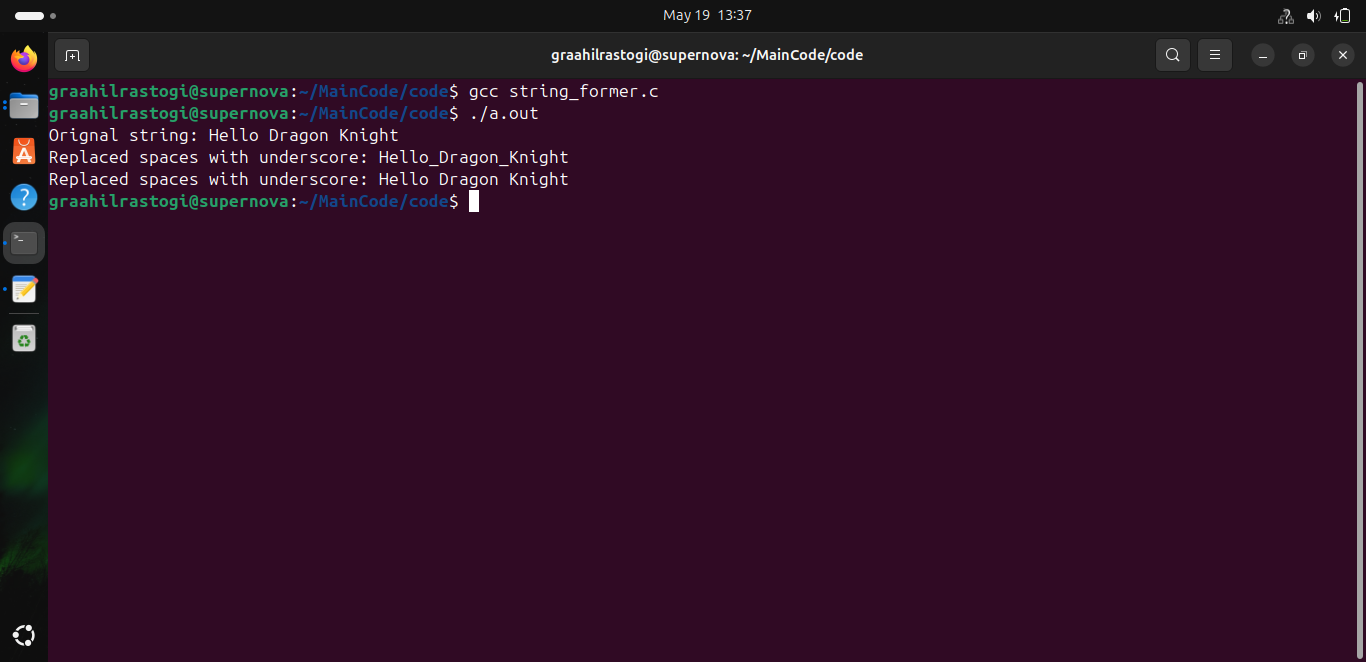 May 19 13:37
graahilrastogi@supernova: ~/MainCode/code
graahilrastogi@supernova:~/MainCode/code$ gcc string_former.c
graahilrastogi@supernova:~/MainCode/code$ ./a.out
Orignal string: Hello Dragon Knight
Replaced spaces with underscore: Hello_Dragon_Knight
Replaced spaces with underscore: Hello Dragon Knight
graahilrastogi@supernova:~/MainCode/code$